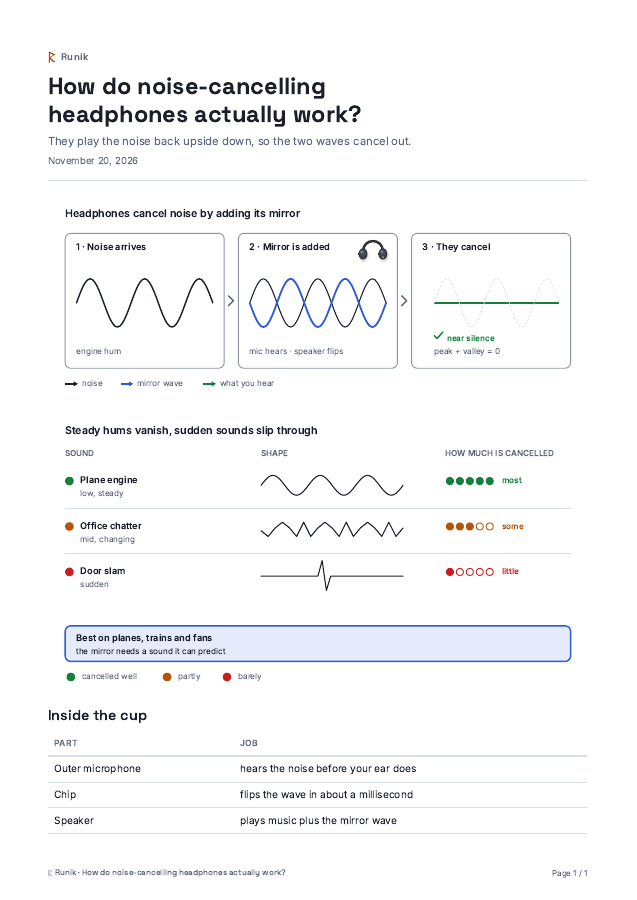 Runik
How do noise-cancelling
headphones actually work?
They play the noise back upside down, so the two waves cancel out.
November 20, 2026
Headphones cancel noise by adding its mirror
1 · Noise arrives
engine hum
2 · Mirror is added
mic hears · speaker flips
3 · They cancel
near silence
peak + valley = 0
noise
mirror wave
what you hear
Steady hums vanish, sudden sounds slip through
SOUND SHAPE HOW MUCH IS CANCELLED
Plane engine
low, steady
most
Office chatter
mid, changing
some
Door slam
sudden
little
Best on planes, trains and fans
the mirror needs a sound it can predict
cancelled well
partly
barely
Inside the cup
PART JOB
Outer microphone hears the noise before your ear does
Chip flips the wave in about a millisecond
Speaker plays music plus the mirror wave
Runik · How do noise-cancelling headphones actually work? Page 1 / 1